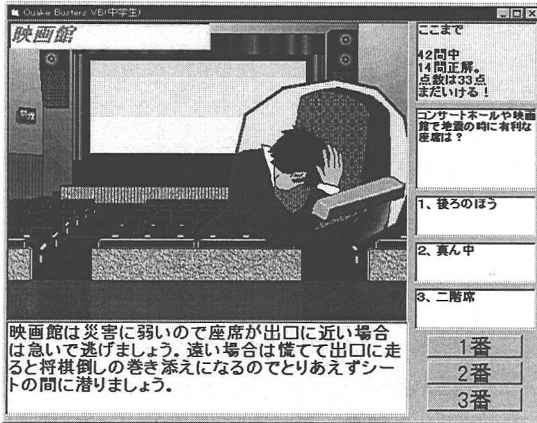 Quake Busterz VB(中学生)
映画館
ここまで
42問中
14問正解。
点数は33点
まだいける！
コンサートホールや映画
館で地震の時に有利な
座席は？
1、後ろのほう
2、真ん中
3、二階席
映画館は災害に弱いので座席が出口に近い場合
は急いで逃げましょう。遠い場合は慌てて出口に走
ると将棋倒しの巻き添えになるのでとりあえずシー
トの間に潜りましょう。
1番
2番
3番